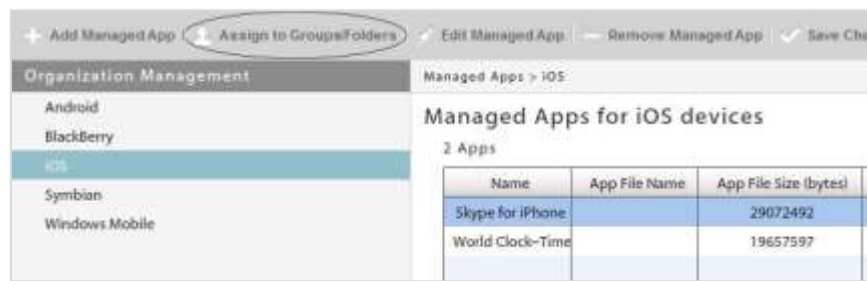 Add Managed App Assign to Groups/Folders Edit Managed App Remove Managed App Save
Organization Management
Managed Apps > iOS
Android
BlackBerry
iOS
Symbian
Windows Mobile
Managed Apps for iOS devices
2 Apps
Name App File Name App File Size (bytes)
Skype for iPhone 29072492
World Clock-Time 19657597